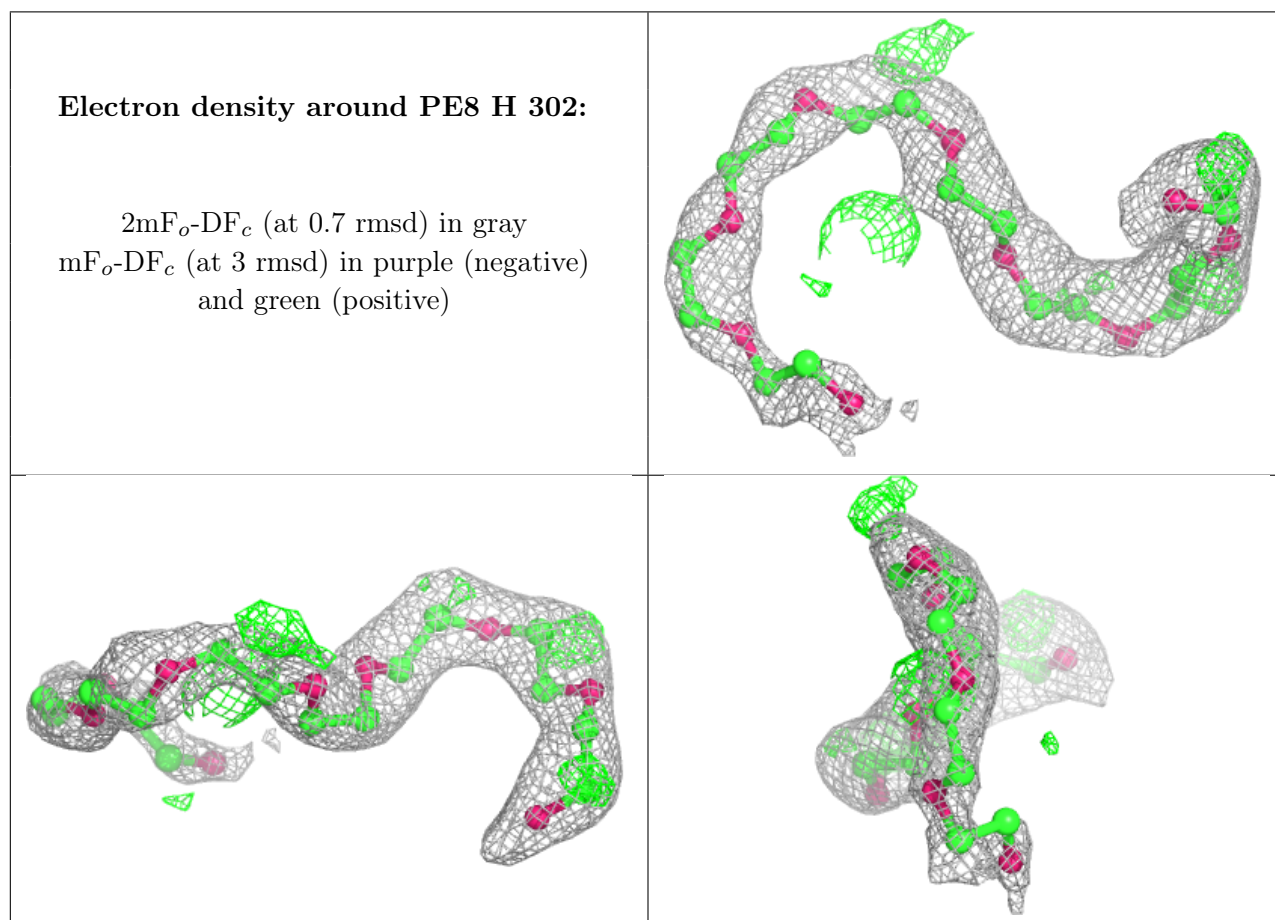 Electron density around PE8 H 302:
2mFo-DFc (at 0.7 rmsd) in gray
mFo-DFc (at 3 rmsd) in purple (negative)
and green (positive)